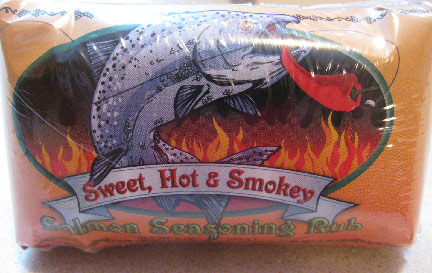 Sweet, Hot & Smokey
Salmon Seasoning Rub